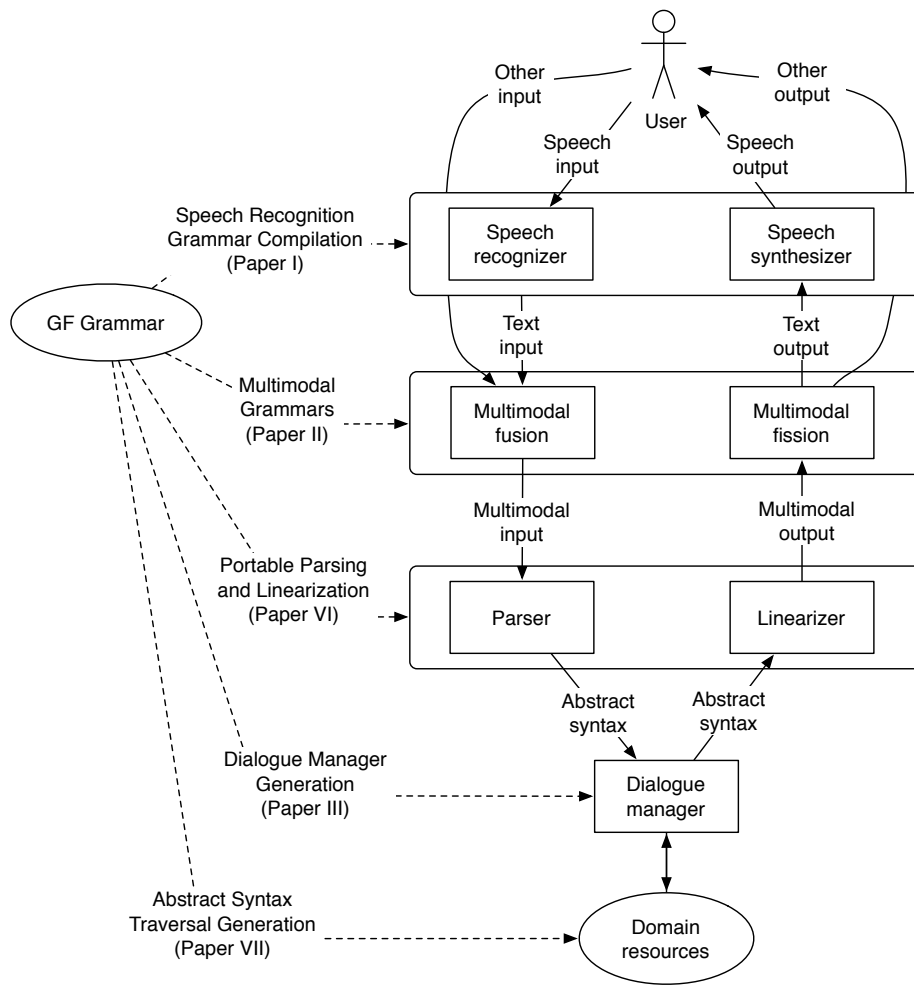 Other
input
Other
output
User
Speech
input
Speech
output
Speech Recognition
Grammar Compilation
(Paper I)
Speech
recognizer
Speech
synthesizer
GF Grammar
Text
input
Text
output
Multimodal
Grammars
(Paper II)
Multimodal
fusion
Multimodal
fission
Multimodal
input
Multimodal
output
Portable Parsing
and Linearization
(Paper VI)
Parser
Linearizer
Abstract
syntax
Abstract
syntax
Dialogue Manager
Generation
(Paper III)
Dialogue
manager
Abstract Syntax
Traversal Generation
(Paper VII)
Domain
resources